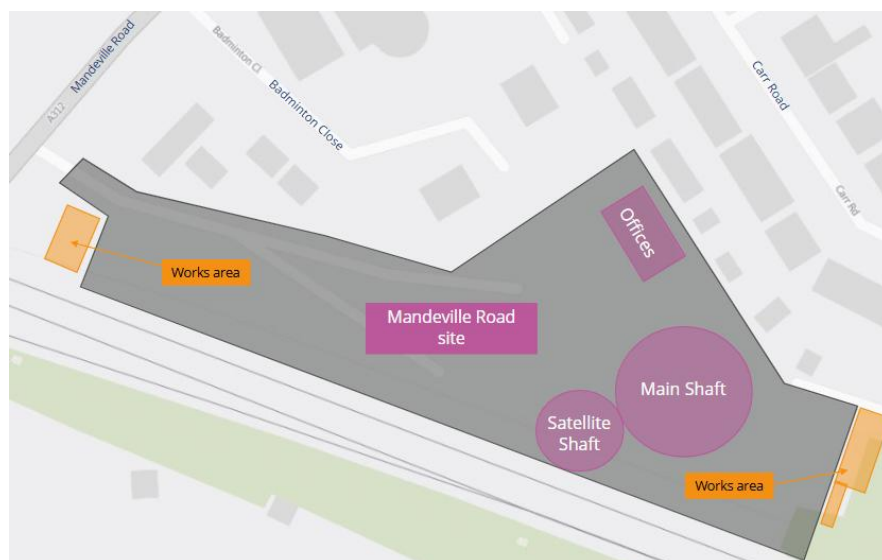 Mandeville Road
A312
Badminton Cl
Badminton Close
Carr Road
Carr Rd
Offices
Works area
Mandeville Road
site
Main Shaft
Satellite
Shaft
Works area